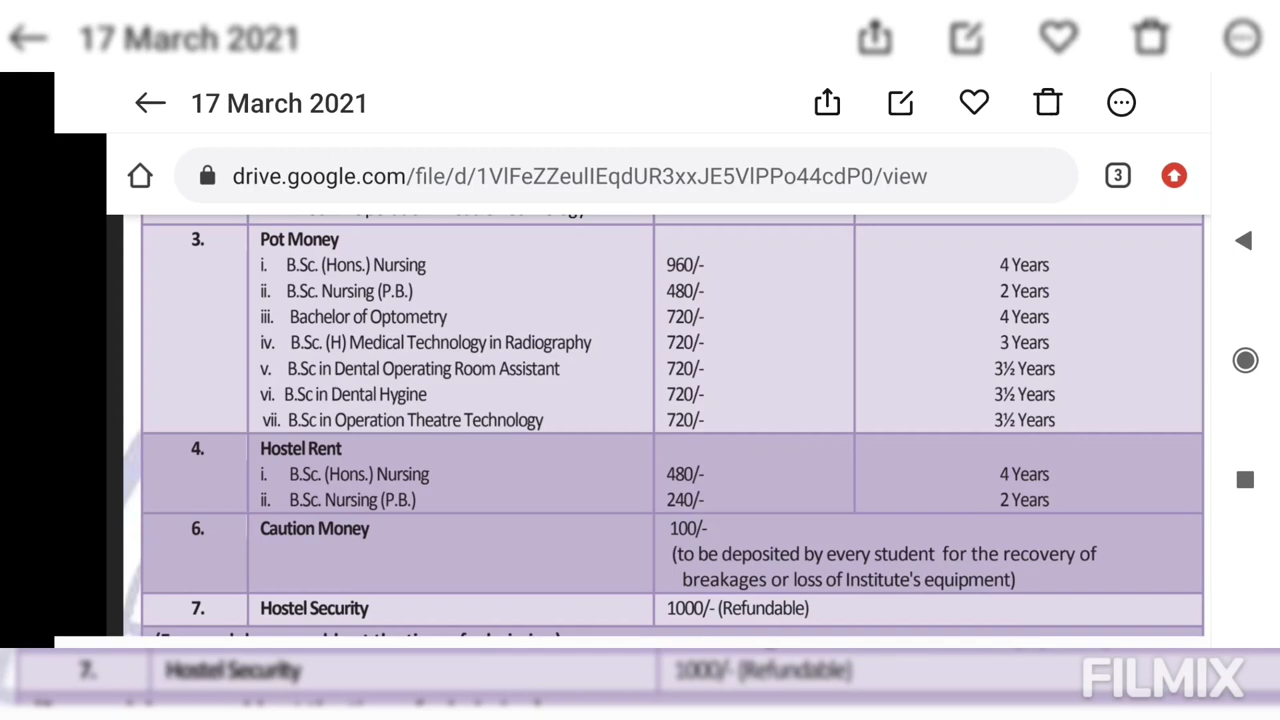 17 March 2021
17 March 2021
3
drive.google.com/file/d/1VlFeZZeullEqdUR3xxJE5VlPPo44cdP0/view
3. Pot Money
i. B.Sc. (Hons.) Nursing 960/- 4 Years
ii. B.Sc. Nursing (P.B.) 480/- 2 Years
iii. Bachelor of Optometry 720/- 4 Years
iv. B.Sc. (H) Medical Technology in Radiography 720/- 3 Years
v. B.Sc in Dental Operating Room Assistant 720/- 3½ Years
vi. B.Sc in Dental Hygine 720/- 3½ Years
vii. B.Sc in Operation Theatre Technology 720/- 3½ Years
4. Hostel Rent
i. B.Sc. (Hons.) Nursing 480/- 4 Years
ii. B.Sc. Nursing (P.B.) 240/- 2 Years
6. Caution Money 100/-
(to be deposited by every student for the recovery of
breakages or loss of Institute's equipment)
7. Hostel Security 1000/- (Refundable)
7. Hostel Security 1000/- (Refundable)
FILMIX